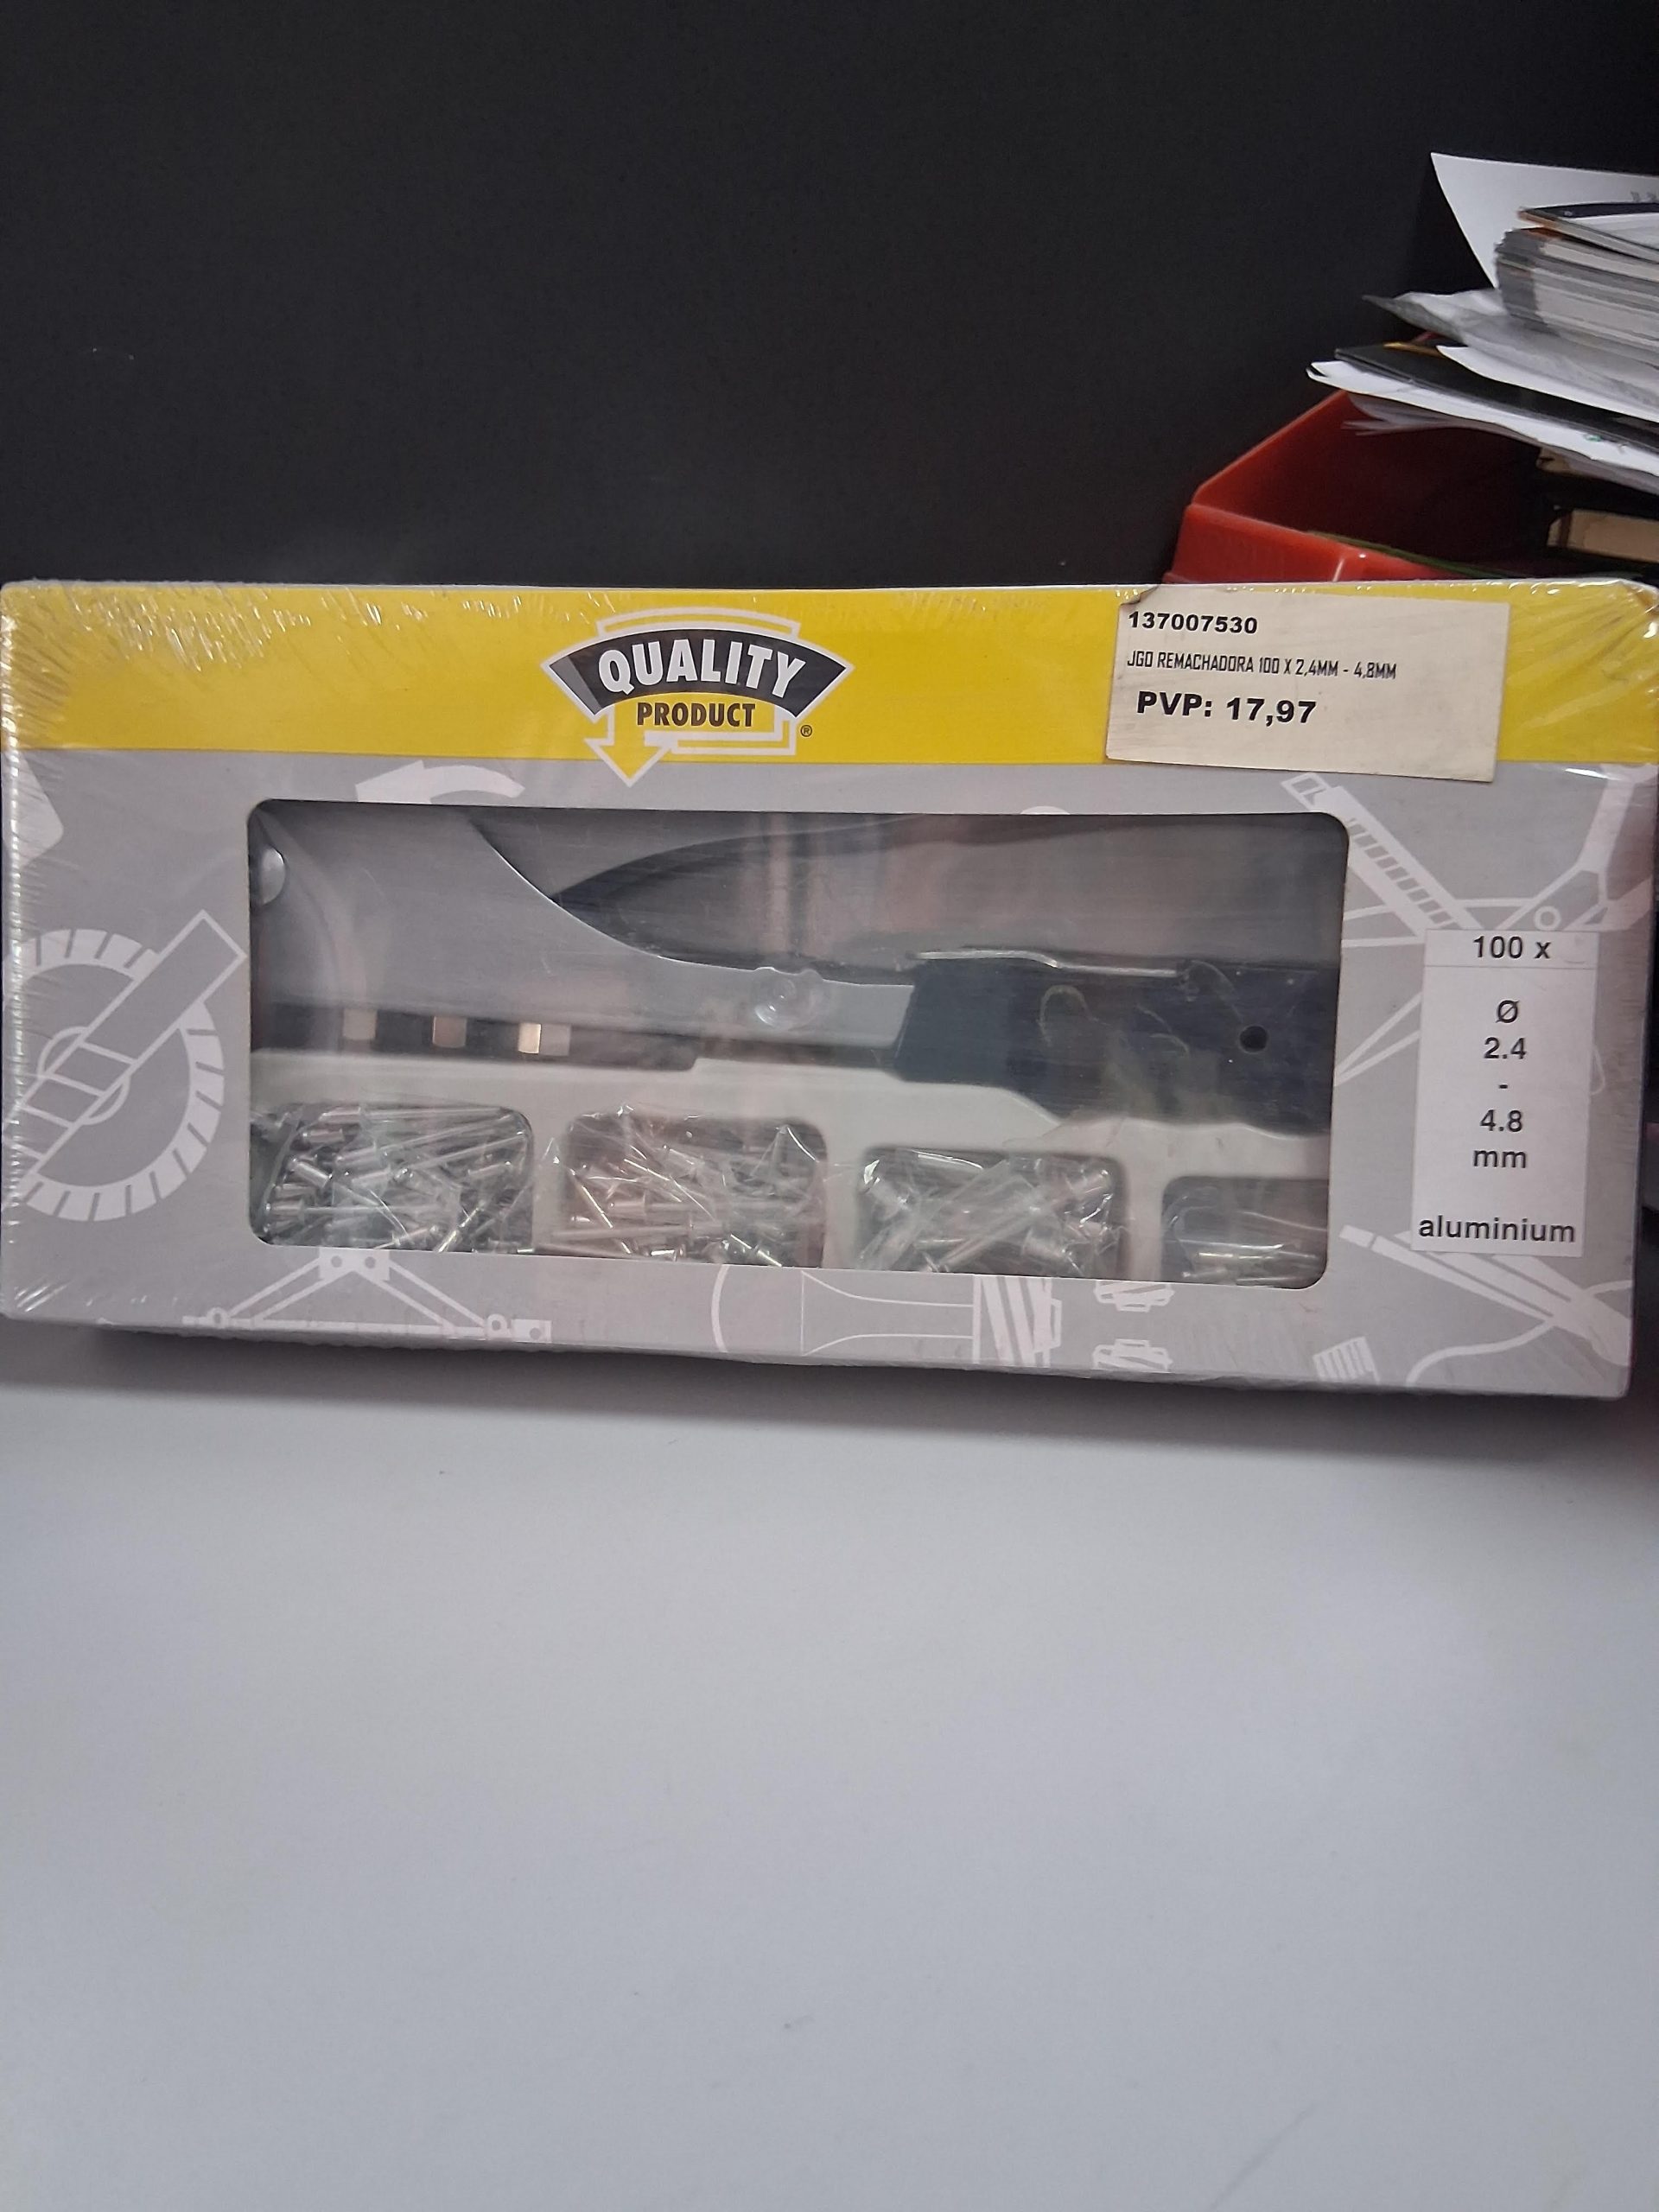 QUALITY
PRODUCT
®
137007530
JGO REMACHADORA 100 X 2,4MM - 4,8MM
PVP: 17,97
100 x
Ø
2.4
-
4.8
mm
aluminium